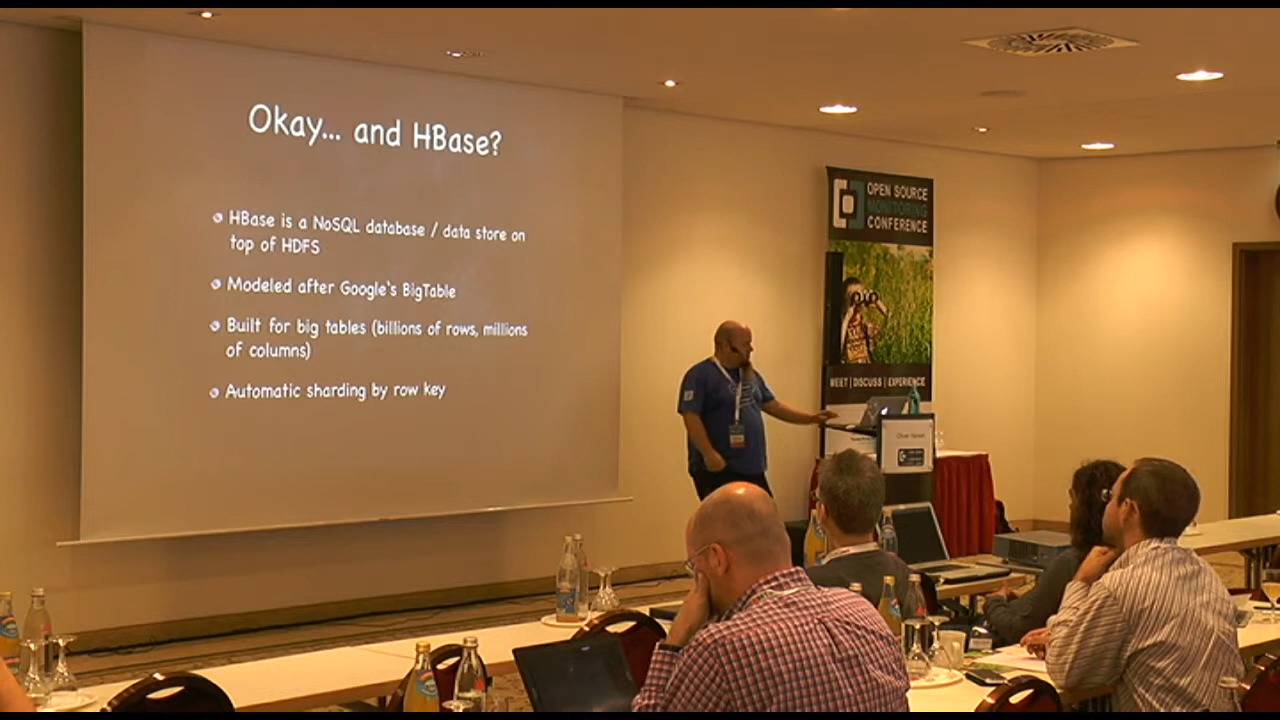 Okay... and HBase?
HBase is a NoSQL database / data store on
top of HDFS
Modeled after Google's BigTable
Built for big tables (billions of rows, millions
of columns)
Automatic sharding by row key
OPEN SOURCE
MONITORING
CONFERENCE
MEET | DISCUSS | EXPERIENCE